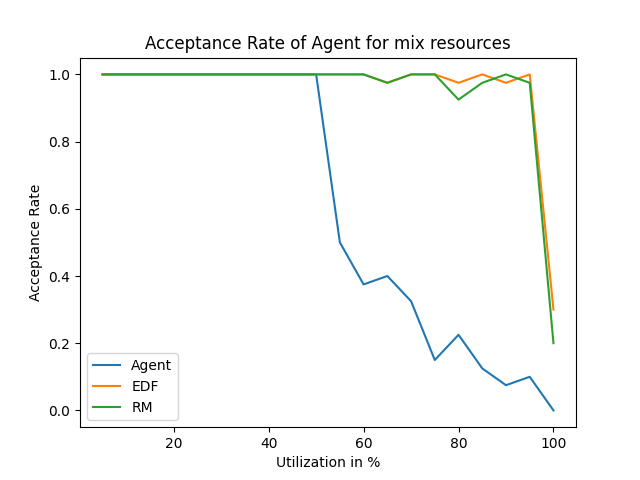 Acceptance Rate of Agent for mix resources
1.0
0.8
0.6
0.4
0.2
0.0
Acceptance Rate
Agent
EDF
RM
20 40 60 80 100
Utilization in %